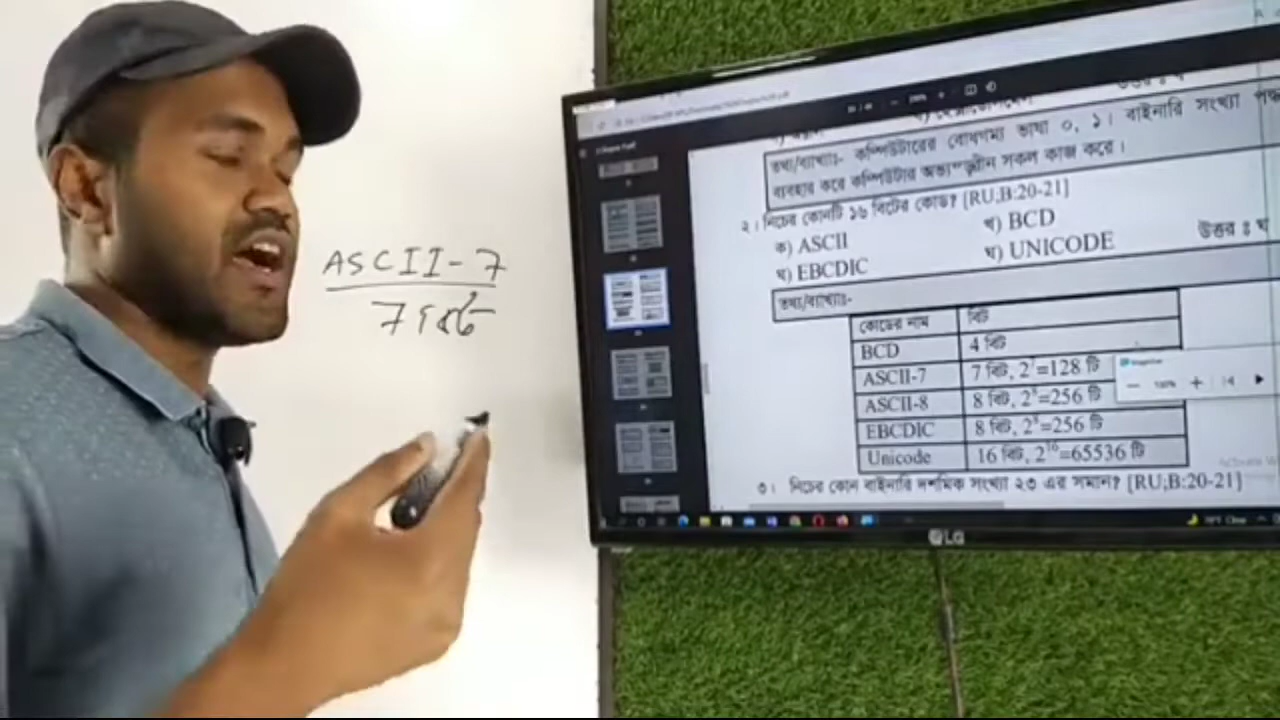 ASCII-7
7 বিট
তথ্য/ব্যাখ্যাঃ- কম্পিউটারের বোধগম্য ভাষা ০, ১। বাইনারি সংখ্যা
ব্যবহার করে কম্পিউটার অভ্যন্তরীন সকল কাজ করে।
২। নিচের কোনটি ১৬ বিটের কোড? [RU,B:20-21]
ক) ASCII খ) BCD
ঘ) EBCDIC ঘ) UNICODE উত্তর ঃ ঘ
তথ্য/ব্যাখ্যাঃ-
কোডের নাম বিট
BCD 4 বিট
ASCII-7 7 বিট, 2⁷=128 টি
ASCII-8 8 বিট, 2⁸=256 টি
EBCDIC 8 বিট, 2⁸=256 টি
Unicode 16 বিট, 2¹⁶=65536 টি
৩। নিচের কোন বাইনারি দশমিক সংখ্যা ২৩ এর সমান? [RU,B:20-21]
LG